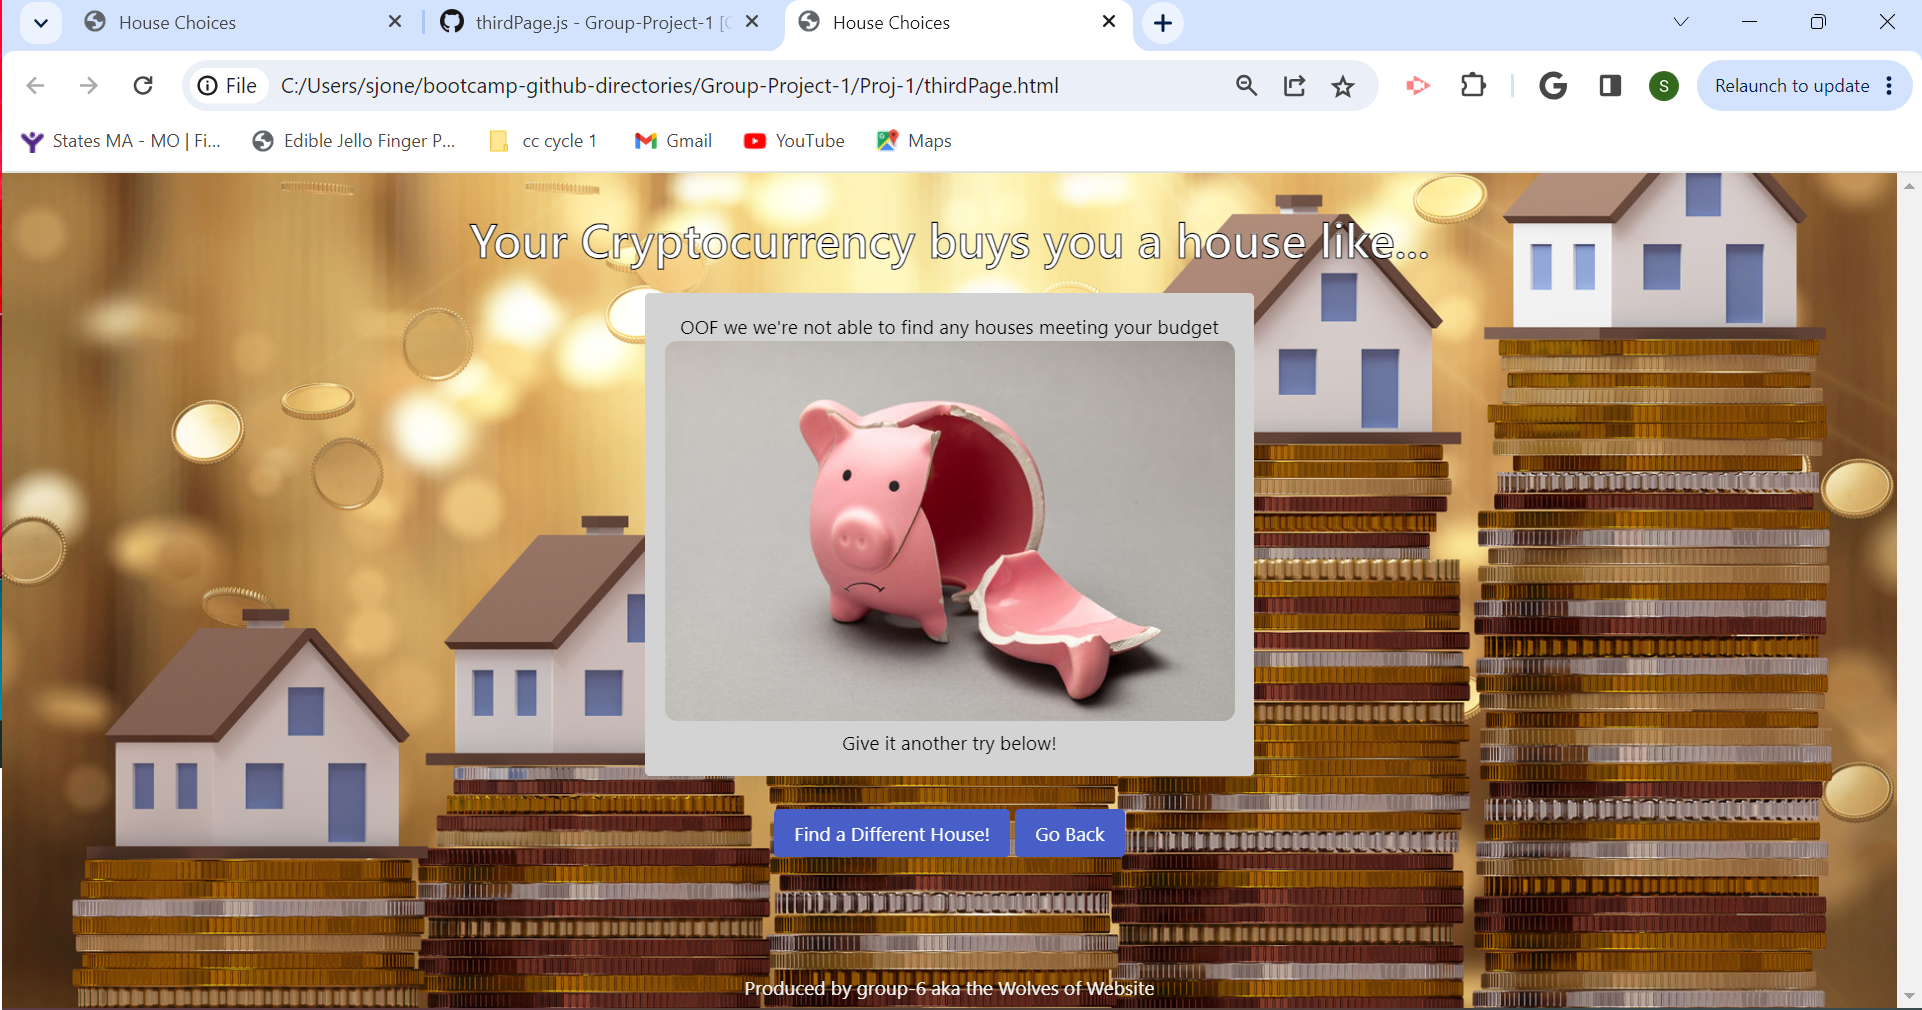 House Choices
thirdPage.js - Group-Project-1 [
House Choices
File
C:/Users/sjone/bootcamp-github-directories/Group-Project-1/Proj-1/thirdPage.html
S
Relaunch to update
States MA - MO | Fi...
Edible Jello Finger P...
cc cycle 1
Gmail
YouTube
Maps
Your Cryptocurrency buys you a house like...
OOF we we're not able to find any houses meeting your budget
Give it another try below!
Find a Different House!
Go Back
Produced by group-6 aka the Wolves of Website